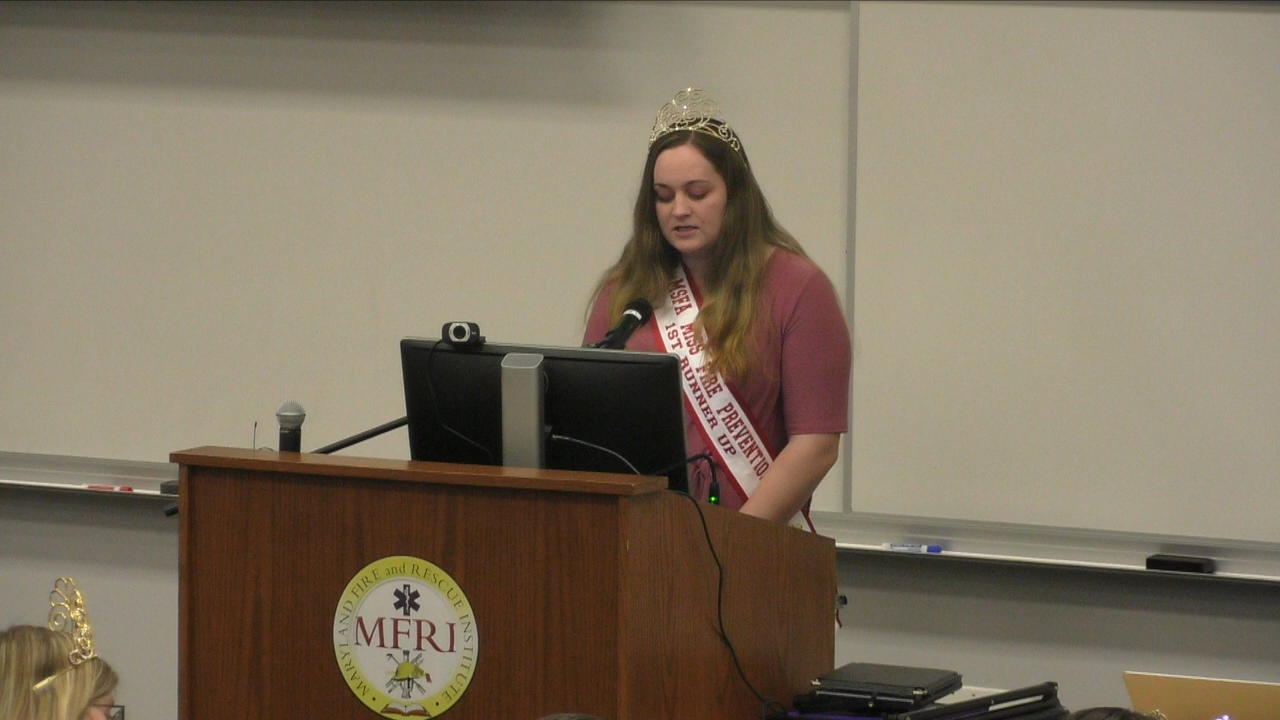 MSFA MISS FIRE PREVENTIO
1ST RUNNER UP
MARYLAND FIRE and RESCUE INSTITUTE
MFRI